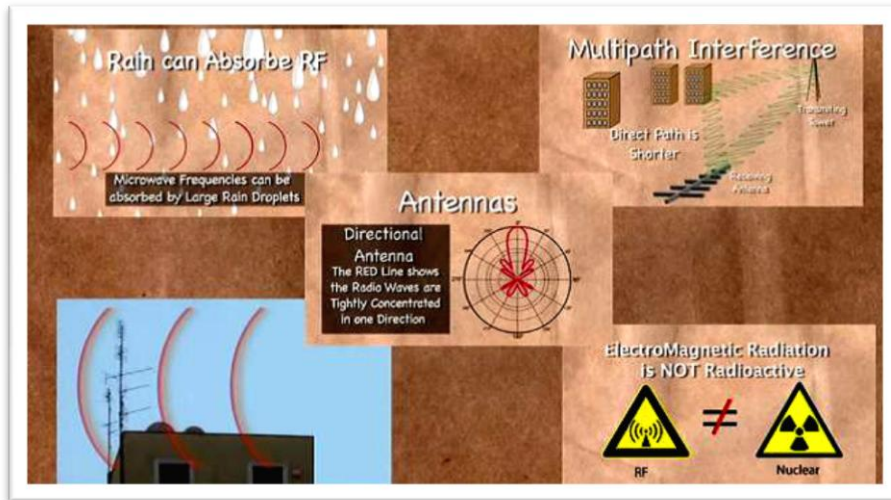 Rain can Absorbe RF
Microwave Frequencies can be
absorbed by Large Rain Droplets
Multipath Interference
Transmiting
Tower
Direct Path is
Shorter
Receiving
Antenna
Antennas
Directional
Antenna
The RED Line shows
the Radio Waves are
Tightly Concentrated
in one Direction
ElectroMagnetic Radiation
is NOT Radioactive
≠
RF
Nuclear